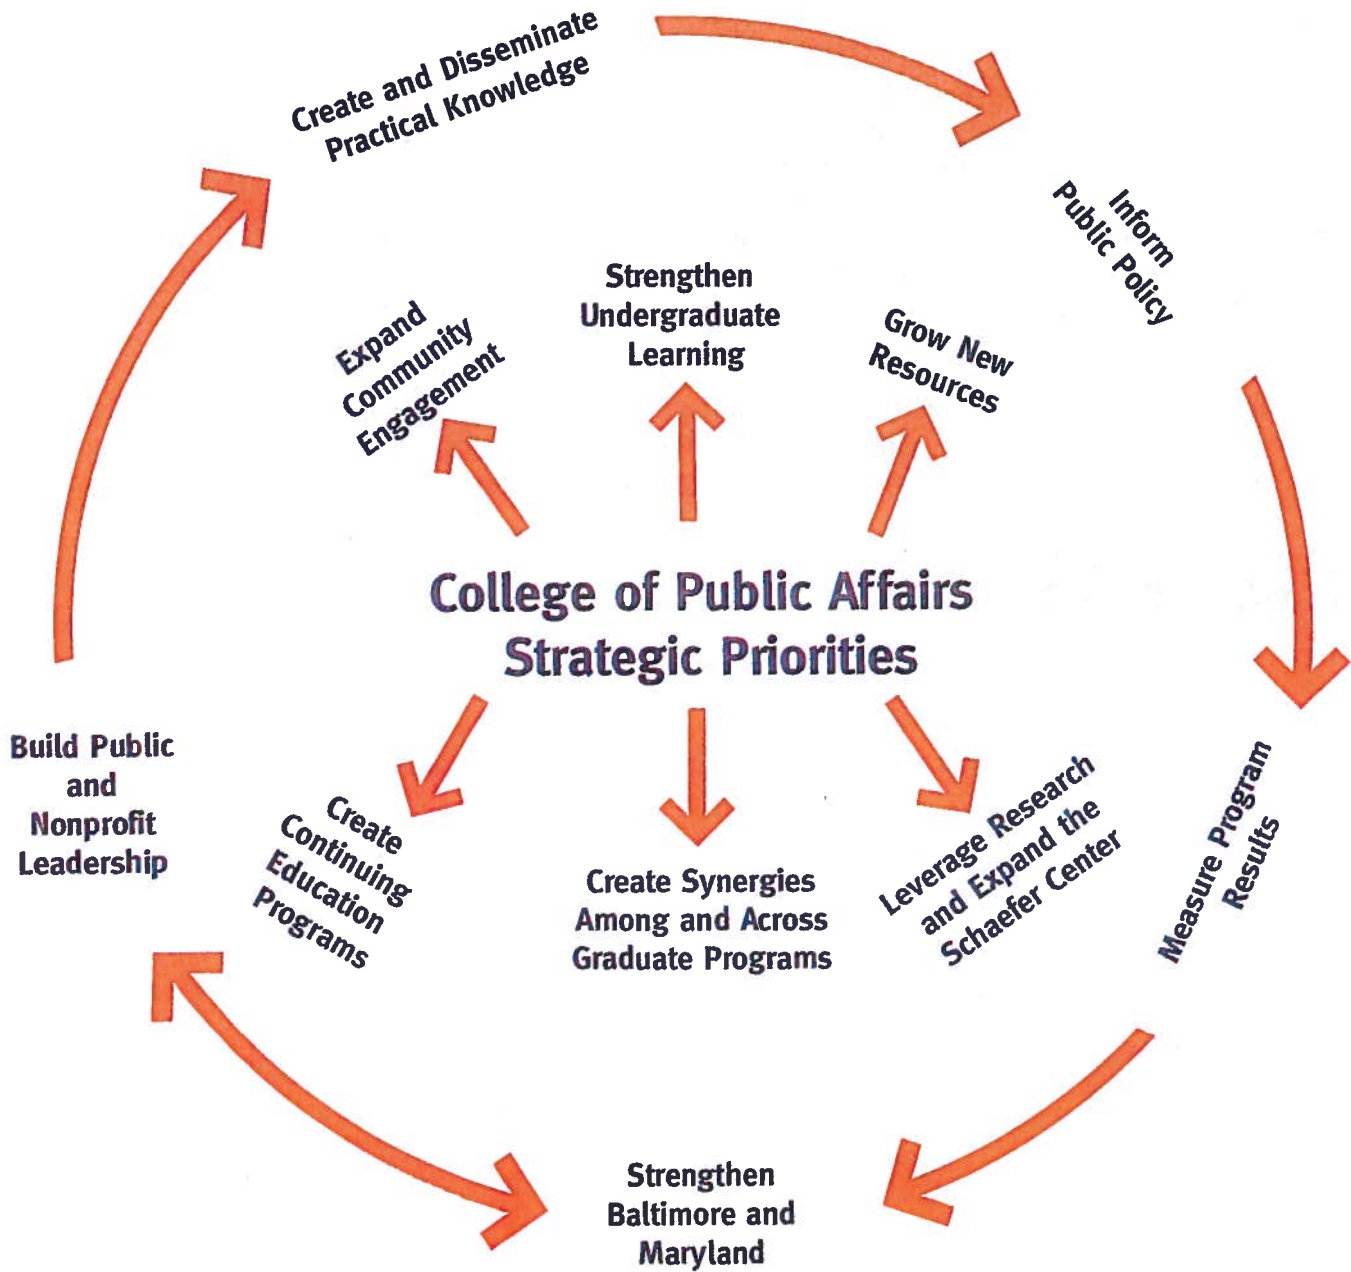 Create and Disseminate
Practical Knowledge
Inform
Public Policy
Strengthen
Undergraduate
Learning
Expand
Community
Engagement
Grow New
Resources
College of Public Affairs
Strategic Priorities
Build Public
and
Nonprofit
Leadership
Create
Continuing
Education
Programs
Create Synergies
Among and Across
Graduate Programs
Leverage Research
and Expand the
Schaefer Center
Measure Program
Results
Strengthen
Baltimore and
Maryland